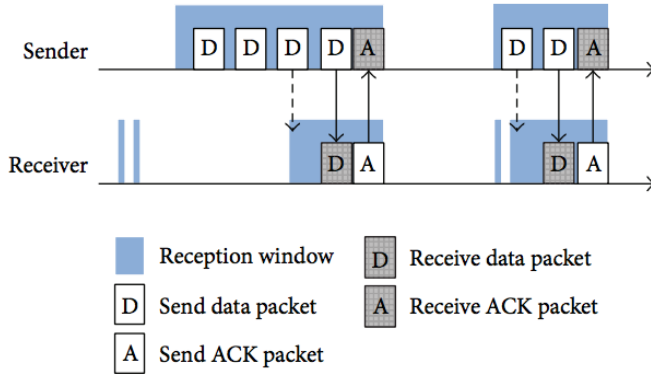 Sender
D D D D A
D D A
Receiver
D A
D A
Reception window
D Receive data packet
D Send data packet
A Receive ACK packet
A Send ACK packet